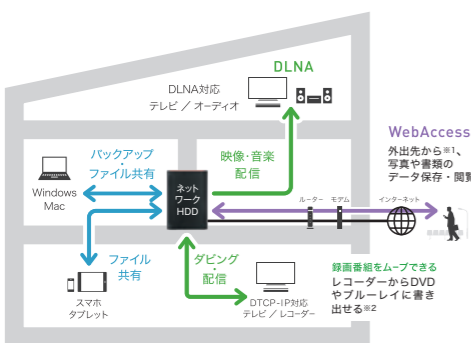 DLNA
DLNA対応
テレビ ／ オーディオ
WebAccess
外出先から※1、
写真や書類の
データ保存・閲覧
バックアップ
・
ファイル共有
映像・音楽
配信
Windows
Mac
ネット
ワーク
HDD
ルーター
モデム
インターネット
ファイル
共有
ダビング
・
配信
スマホ
タブレット
DTCP-IP対応
テレビ ／ レコーダー
録画番組をムーブできる
レコーダーからDVD
やブルーレイに書き
出せる※2